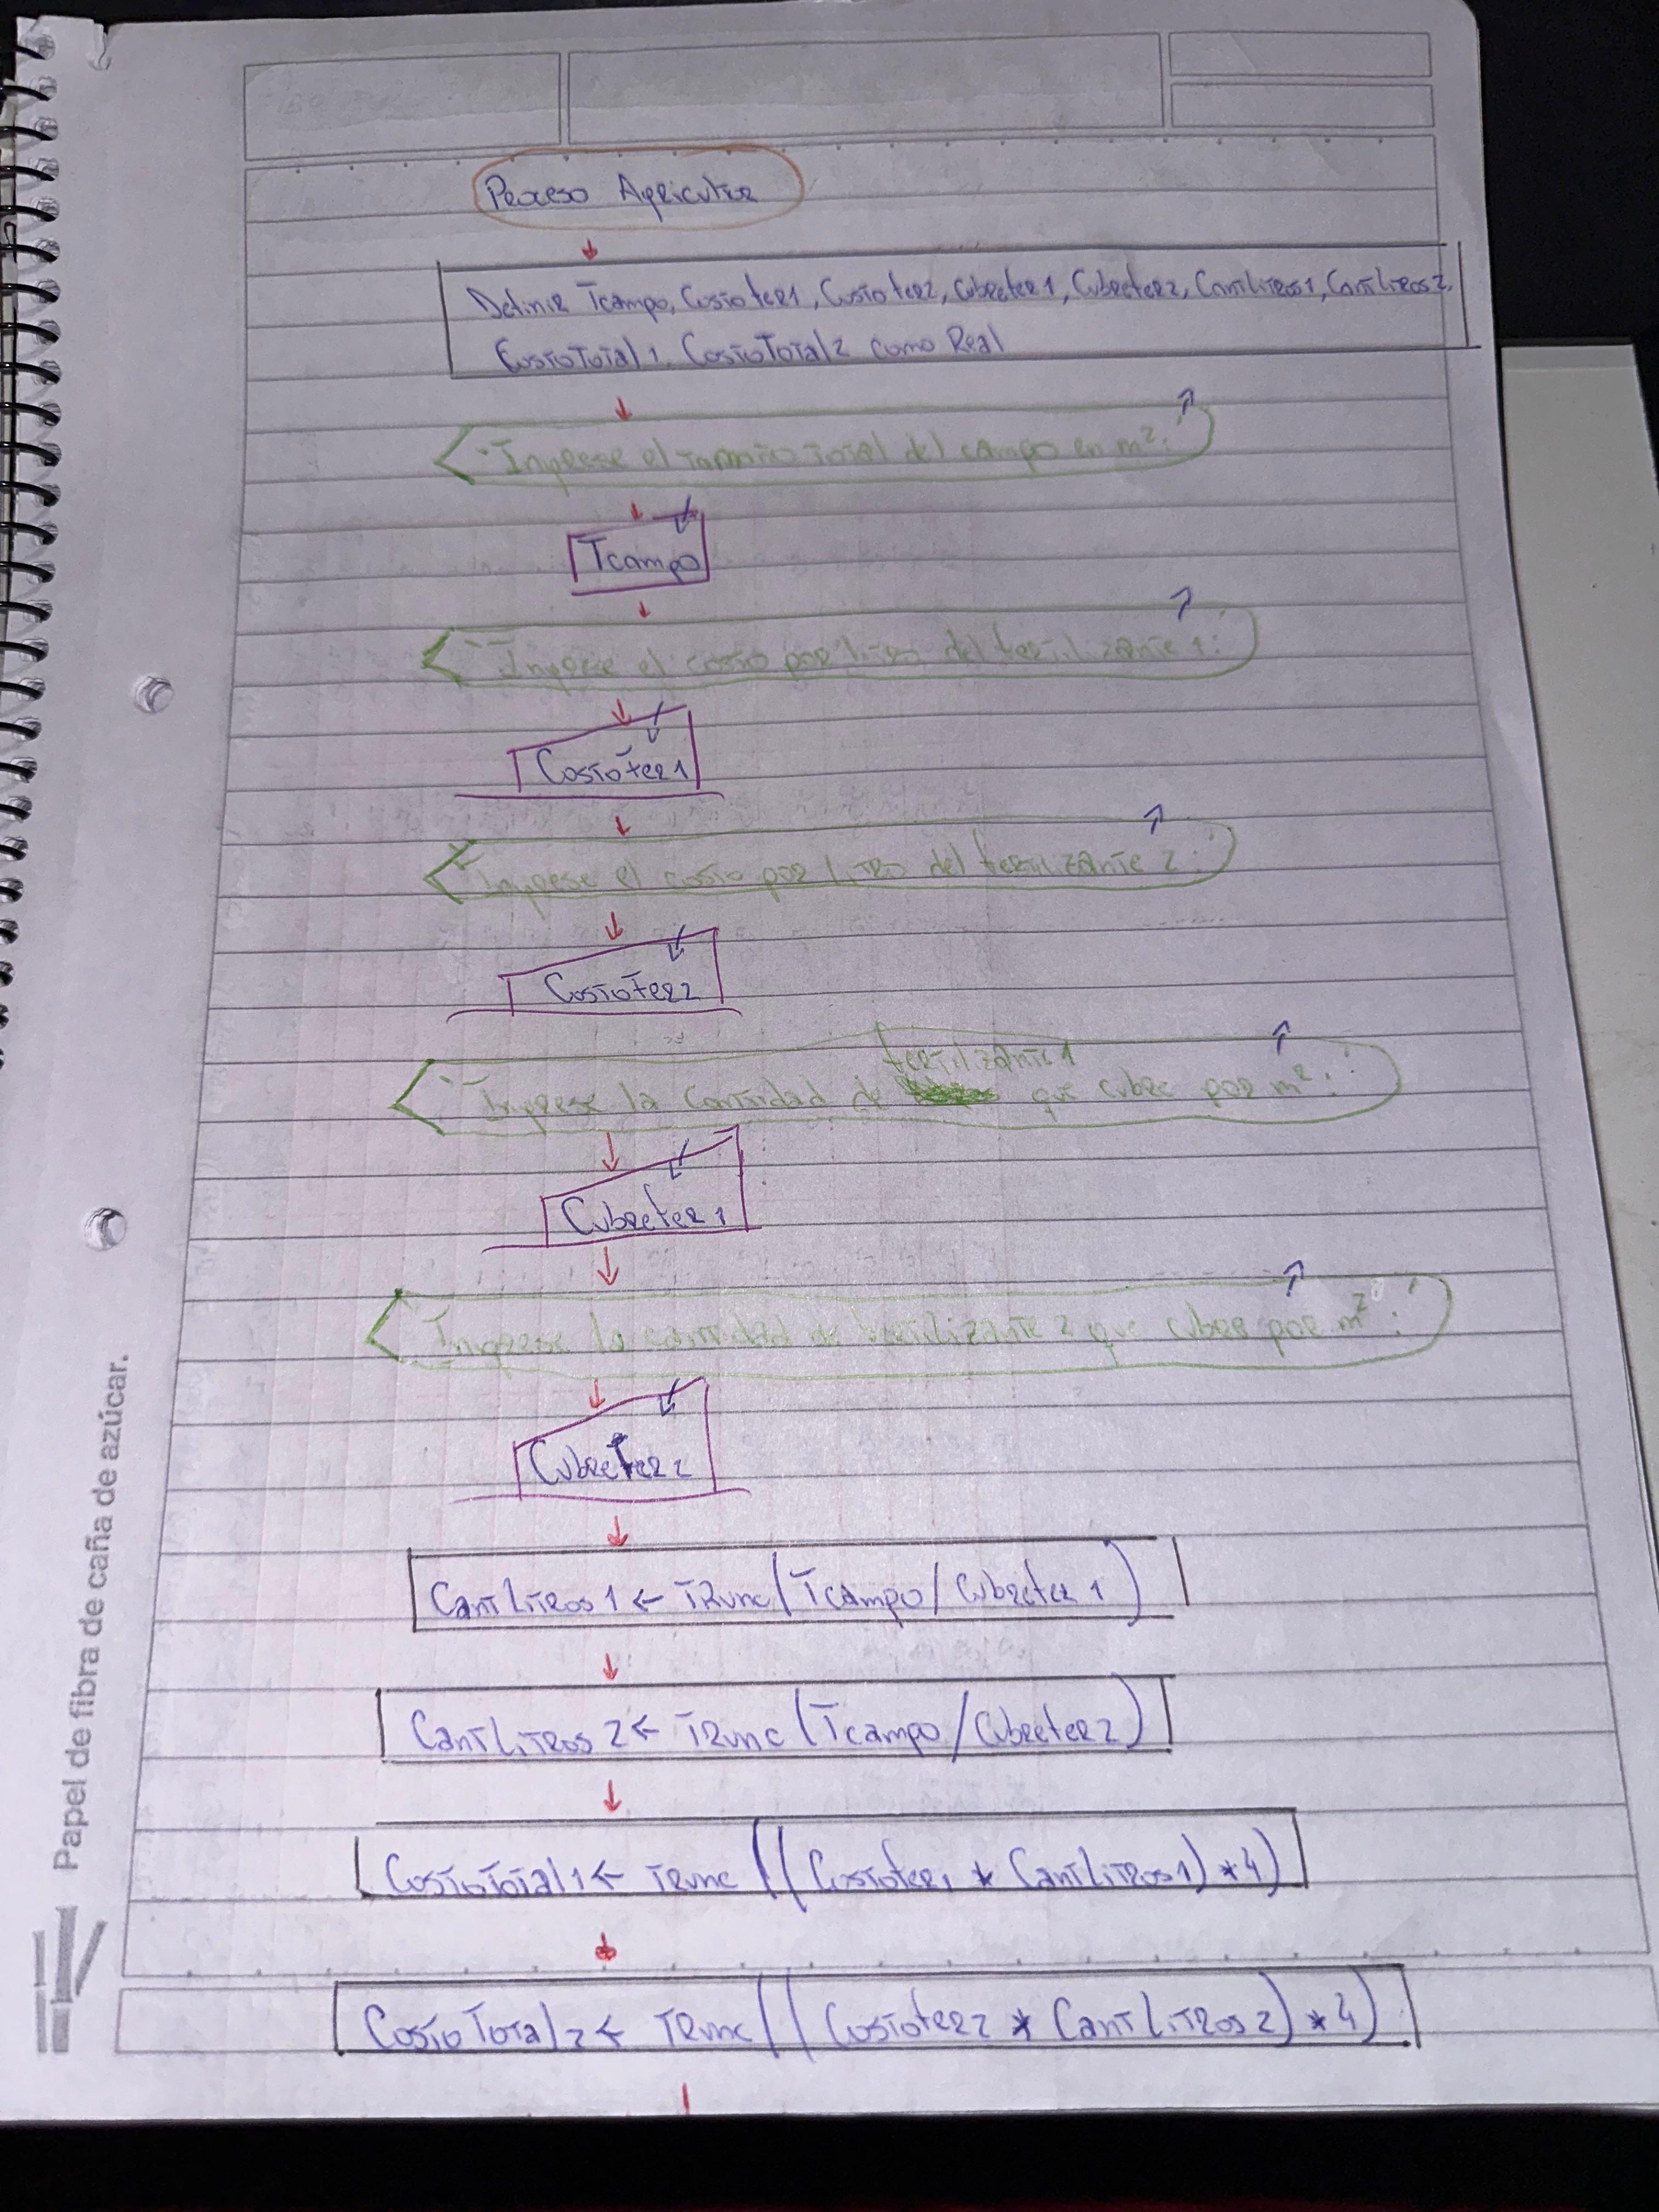 Proceso Agricultor
Definir Tcampo, Costofer1, Costofer2, Cubrefer1, Cubrefer2, CantLitros1, CantLitros2,
CostoTotal1, CostoTotal2 como Real
"Ingrese el tamaño total del campo en m²:"
Tcampo
"Ingrese el costo por litro del fertilizante 1:"
Costofer1
"Ingrese el costo por litro del fertilizante 2:"
Costofer2
fertilizante 1
"Ingrese la cantidad de que cubre por m²:"
Cubrefer1
"Ingrese la cantidad de fertilizante 2 que cubre por m²:"
Cubrefer2
CantLitros1 ← Trunc(Tcampo/Cubrefer1)
CantLitros2 ← Trunc(Tcampo/Cubrefer2)
CostoTotal1 ← Trunc((Costofer1 * CantLitros1) *4)
CostoTotal2 ← Trunc((Costofer2 * CantLitros2) *4)
Papel de fibra de caña de azúcar.